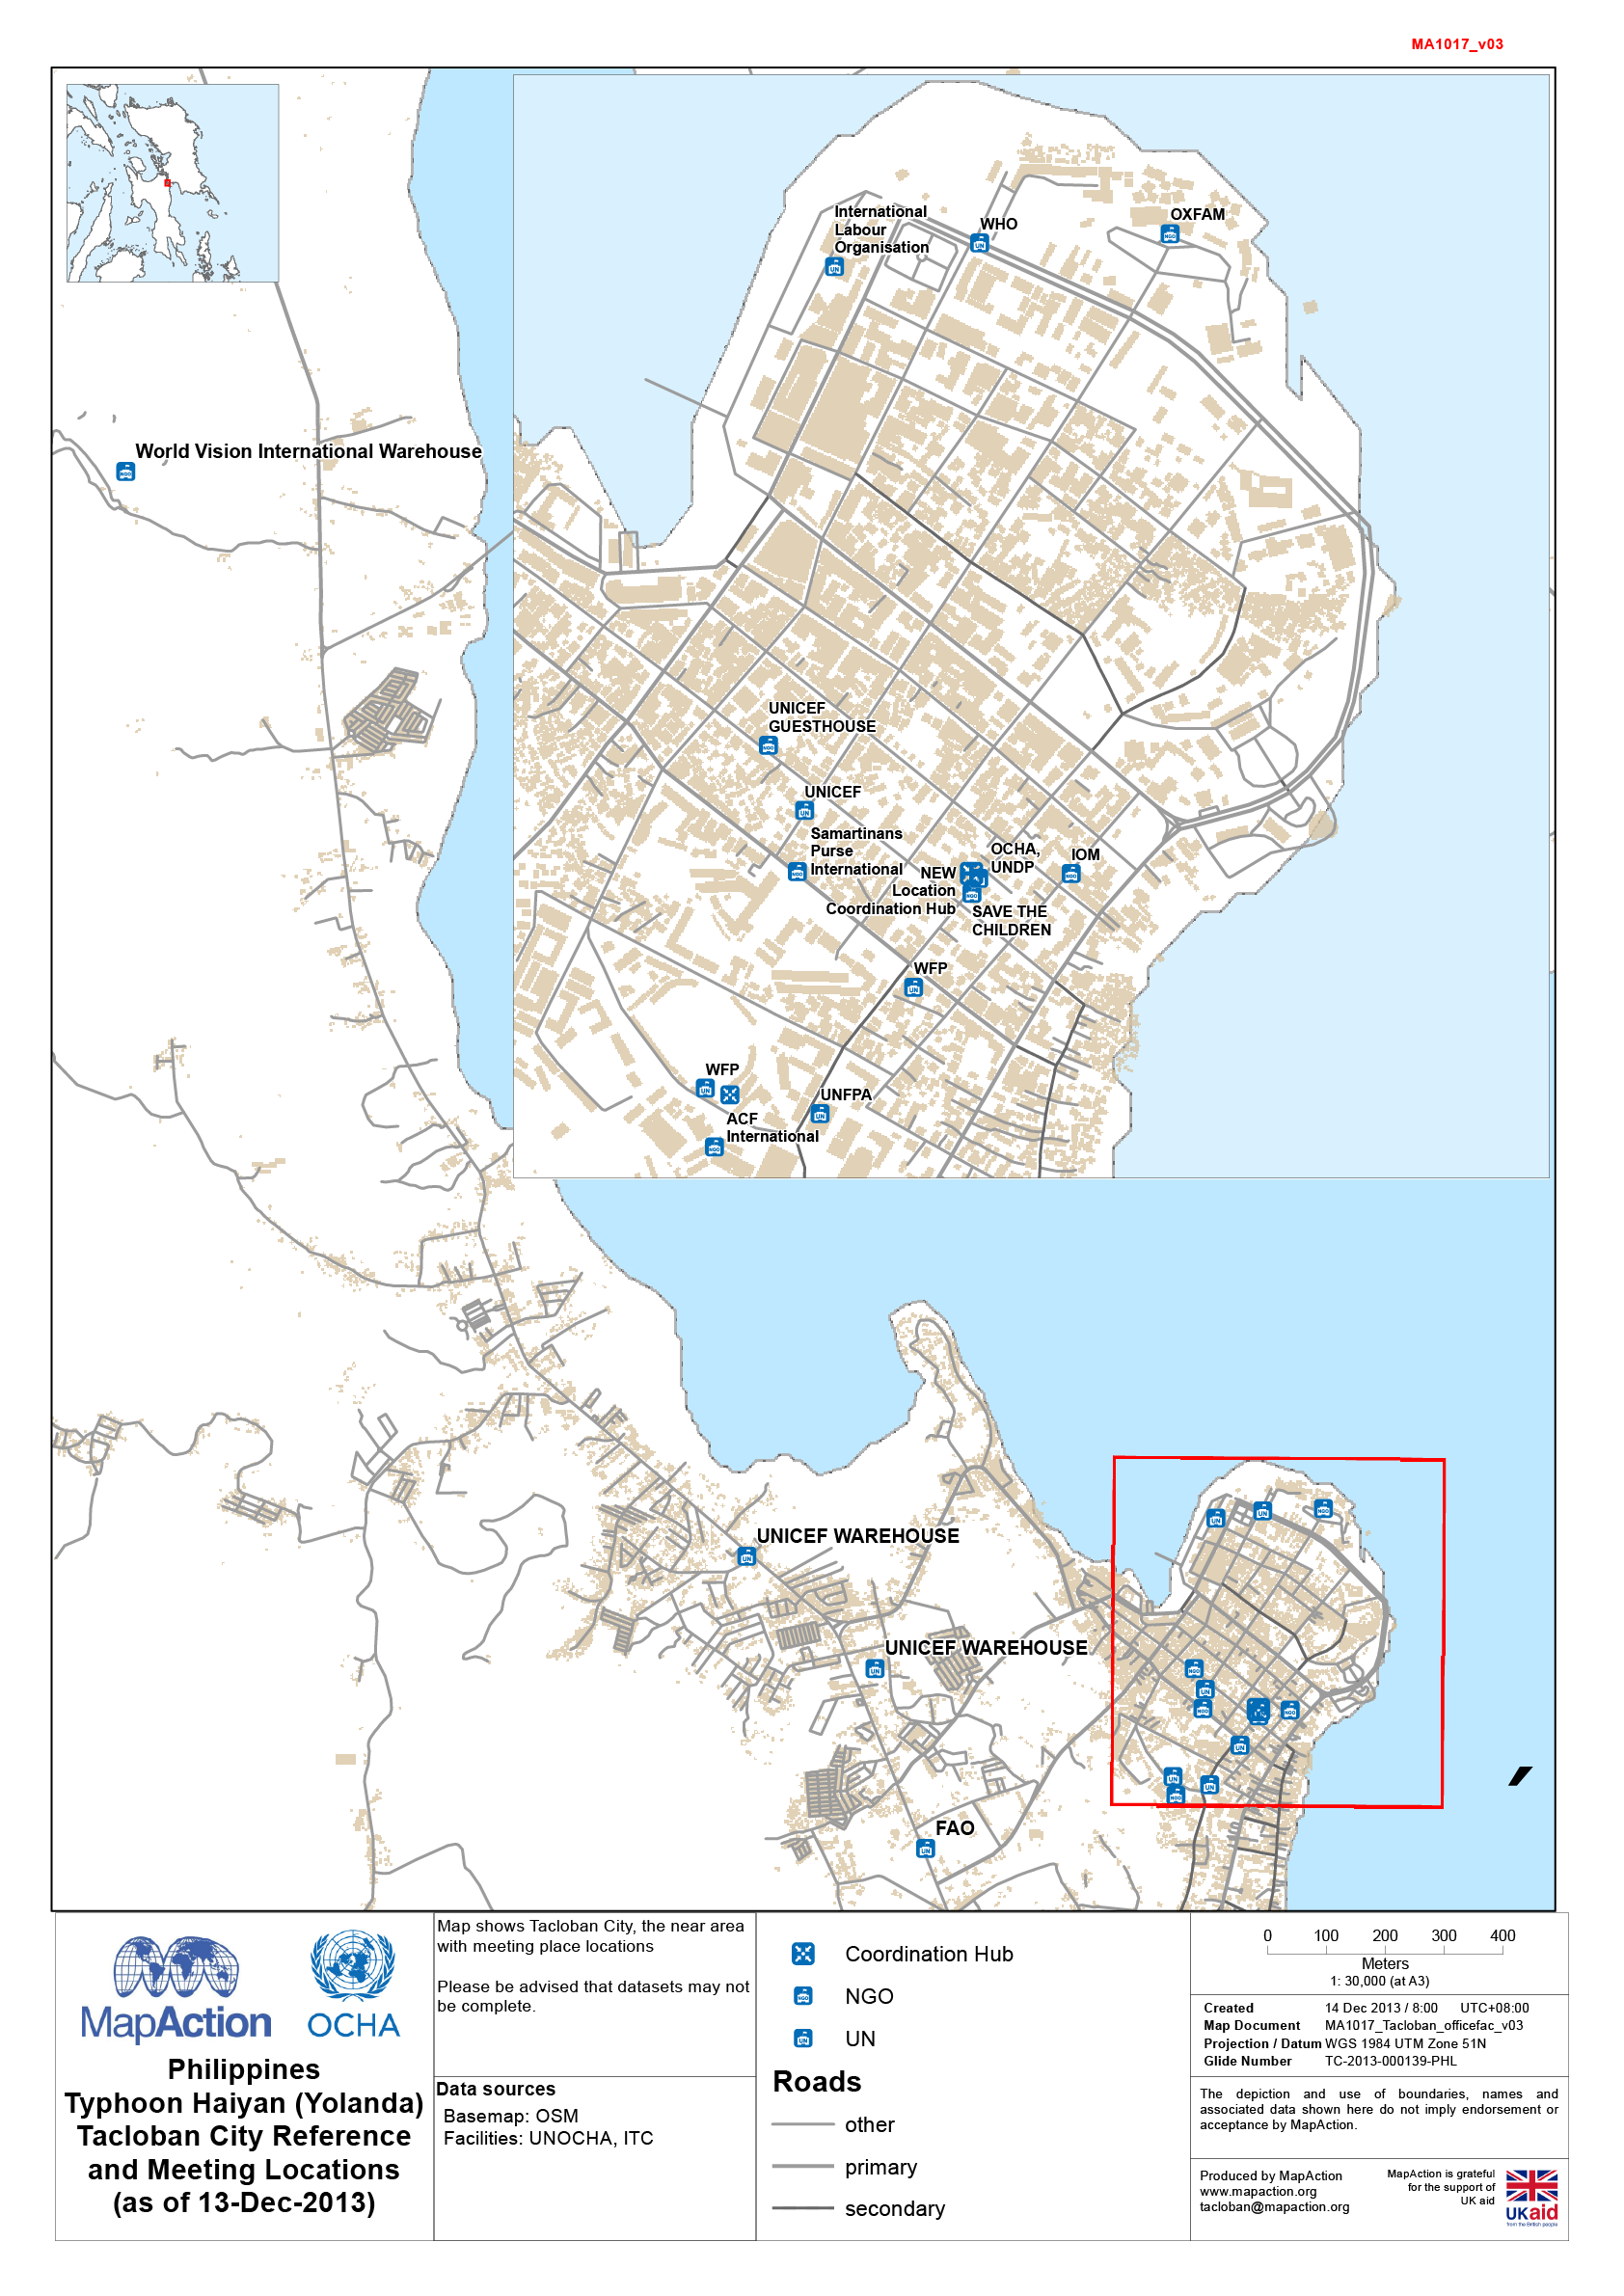 MA1017_v03
International
Labour
Organisation
WHO
OXFAM
World Vision International Warehouse
UNICEF
GUESTHOUSE
UNICEF
Samartinans
Purse
International
NEW
Location
Coordination Hub
OCHA,
UNDP
IOM
SAVE THE
CHILDREN
WFP
WFP
ACF
International
UNFPA
UNICEF WAREHOUSE
UNICEF WAREHOUSE
FAO
MapAction
OCHA
Philippines
Typhoon Haiyan (Yolanda)
Tacloban City Reference
and Meeting Locations
(as of 13-Dec-2013)
Map shows Tacloban City, the near area
with meeting place locations
Please be advised that datasets may not
be complete.
Data sources
Basemap: OSM
Facilities: UNOCHA, ITC
Coordination Hub
NGO NGO
UN UN
Roads
other
primary
secondary
0 100 200 300 400
Meters
1: 30,000 (at A3)
Created 14 Dec 2013 / 8:00 UTC+08:00
Map Document MA1017_Tacloban_officefac_v03
Projection / Datum WGS 1984 UTM Zone 51N
Glide Number TC-2013-000139-PHL
The depiction and use of boundaries, names and
associated data shown here do not imply endorsement or
acceptance by MapAction.
Produced by MapAction
www.mapaction.org
tacloban@mapaction.org
MapAction is grateful
for the support of
UK aid
UKaid
from the British people